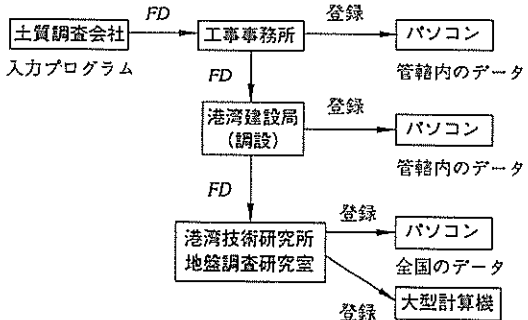 FD
登録
土質調査会社
工事事務所
パソコン
入力プログラム
管轄内のデータ
FD
登録
港湾建設局
(調設)
パソコン
管轄内のデータ
FD
登録
港湾技術研究所
地盤調査研究室
パソコン
全国のデータ
大型計算機
登録